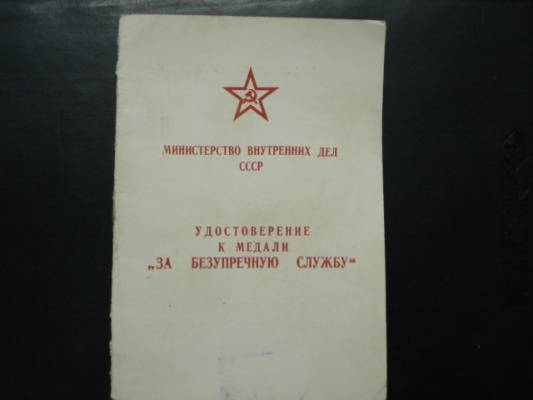 МИНИСТЕРСТВО ВНУТРЕННИХ ДЕЛ
СССР
УДОСТОВЕРЕНИЕ
К МЕДАЛИ
„ЗА БЕЗУПРЕЧНУЮ СЛУЖБУ“